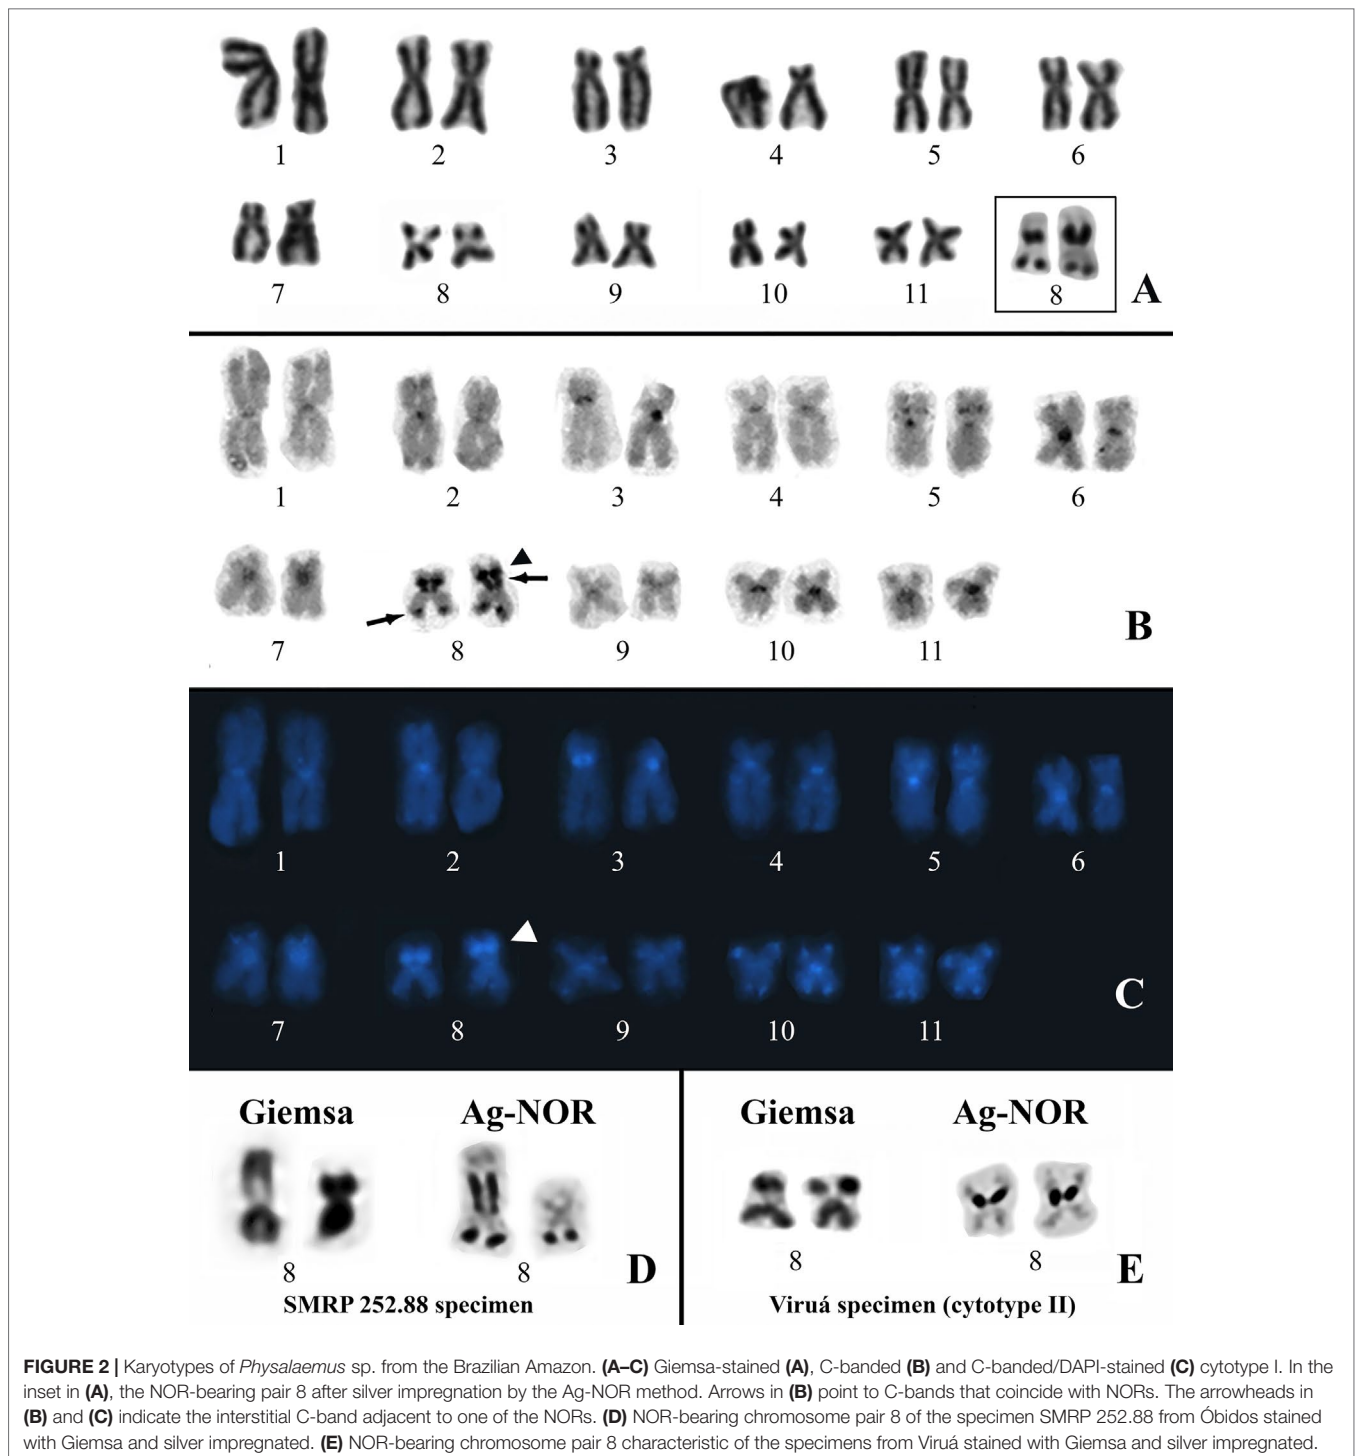 1 2 3 4 5 6
7 8 9 10 11 8 A
1 2 3 4 5 6
7 8 9 10 11 B
1 2 3 4 5 6
7 8 9 10 11 C
Giemsa Ag-NOR
8 8 D
SMRP 252.88 specimen
Giemsa Ag-NOR
8 8 E
Viruá specimen (cytotype II)
FIGURE 2 | Karyotypes of Physalaemus sp. from the Brazilian Amazon. (A–C) Giemsa-stained (A), C-banded (B) and C-banded/DAPI-stained (C) cytotype I. In the
inset in (A), the NOR-bearing pair 8 after silver impregnation by the Ag-NOR method. Arrows in (B) point to C-bands that coincide with NORs. The arrowheads in
(B) and (C) indicate the interstitial C-band adjacent to one of the NORs. (D) NOR-bearing chromosome pair 8 of the specimen SMRP 252.88 from Óbidos stained
with Giemsa and silver impregnated. (E) NOR-bearing chromosome pair 8 characteristic of the specimens from Viruá stained with Giemsa and silver impregnated.